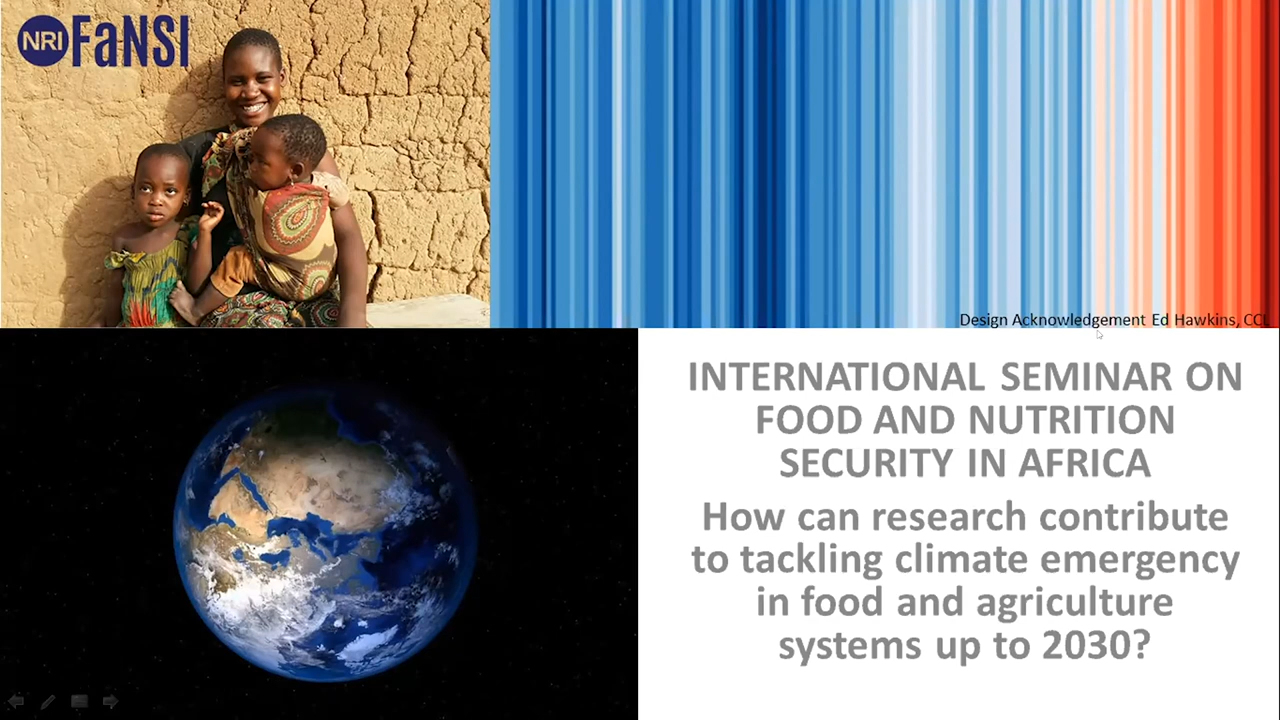 NRI FaNSI
Design Acknowledgement Ed Hawkins, CCL
INTERNATIONAL SEMINAR ON
FOOD AND NUTRITION
SECURITY IN AFRICA
How can research contribute
to tackling climate emergency
in food and agriculture
systems up to 2030?